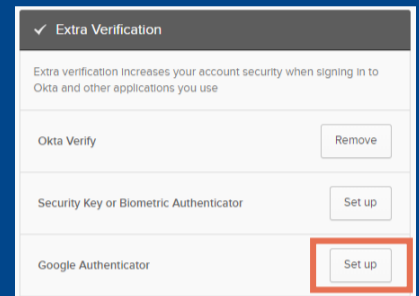 Extra Verification
Extra verification increases your account security when signing in to
Okta and other applications you use
Okta Verify
Remove
Security Key or Biometric Authenticator
Set up
Google Authenticator
Set up